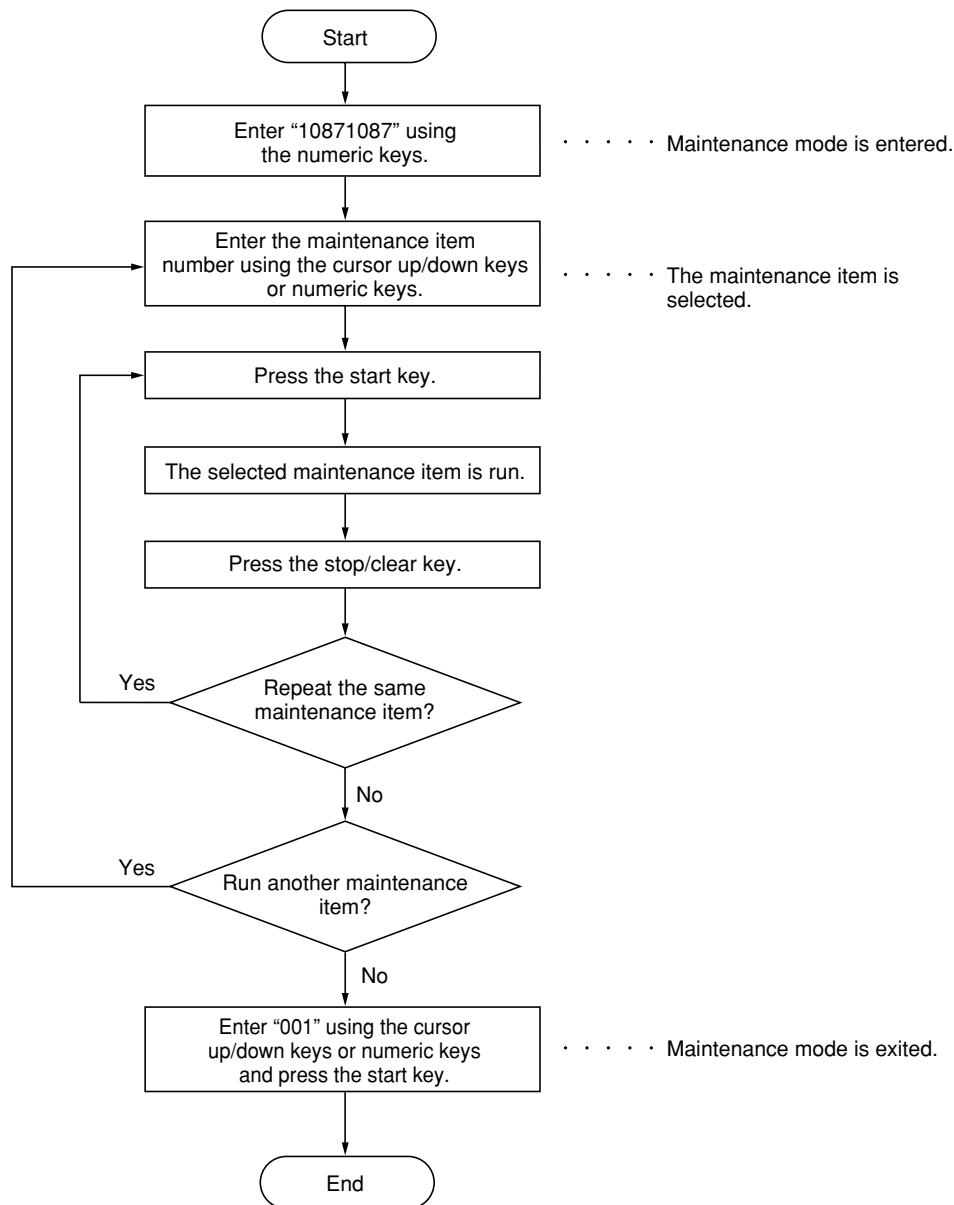 Start
Enter “10871087” using
the numeric keys.
· · · · · Maintenance mode is entered.
Enter the maintenance item
number using the cursor up/down keys
or numeric keys.
· · · · · The maintenance item is
selected.
Press the start key.
The selected maintenance item is run.
Press the stop/clear key.
Yes
Repeat the same
maintenance item?
No
Yes
Run another maintenance
item?
No
Enter “001” using the cursor
up/down keys or numeric keys
and press the start key.
· · · · · Maintenance mode is exited.
End